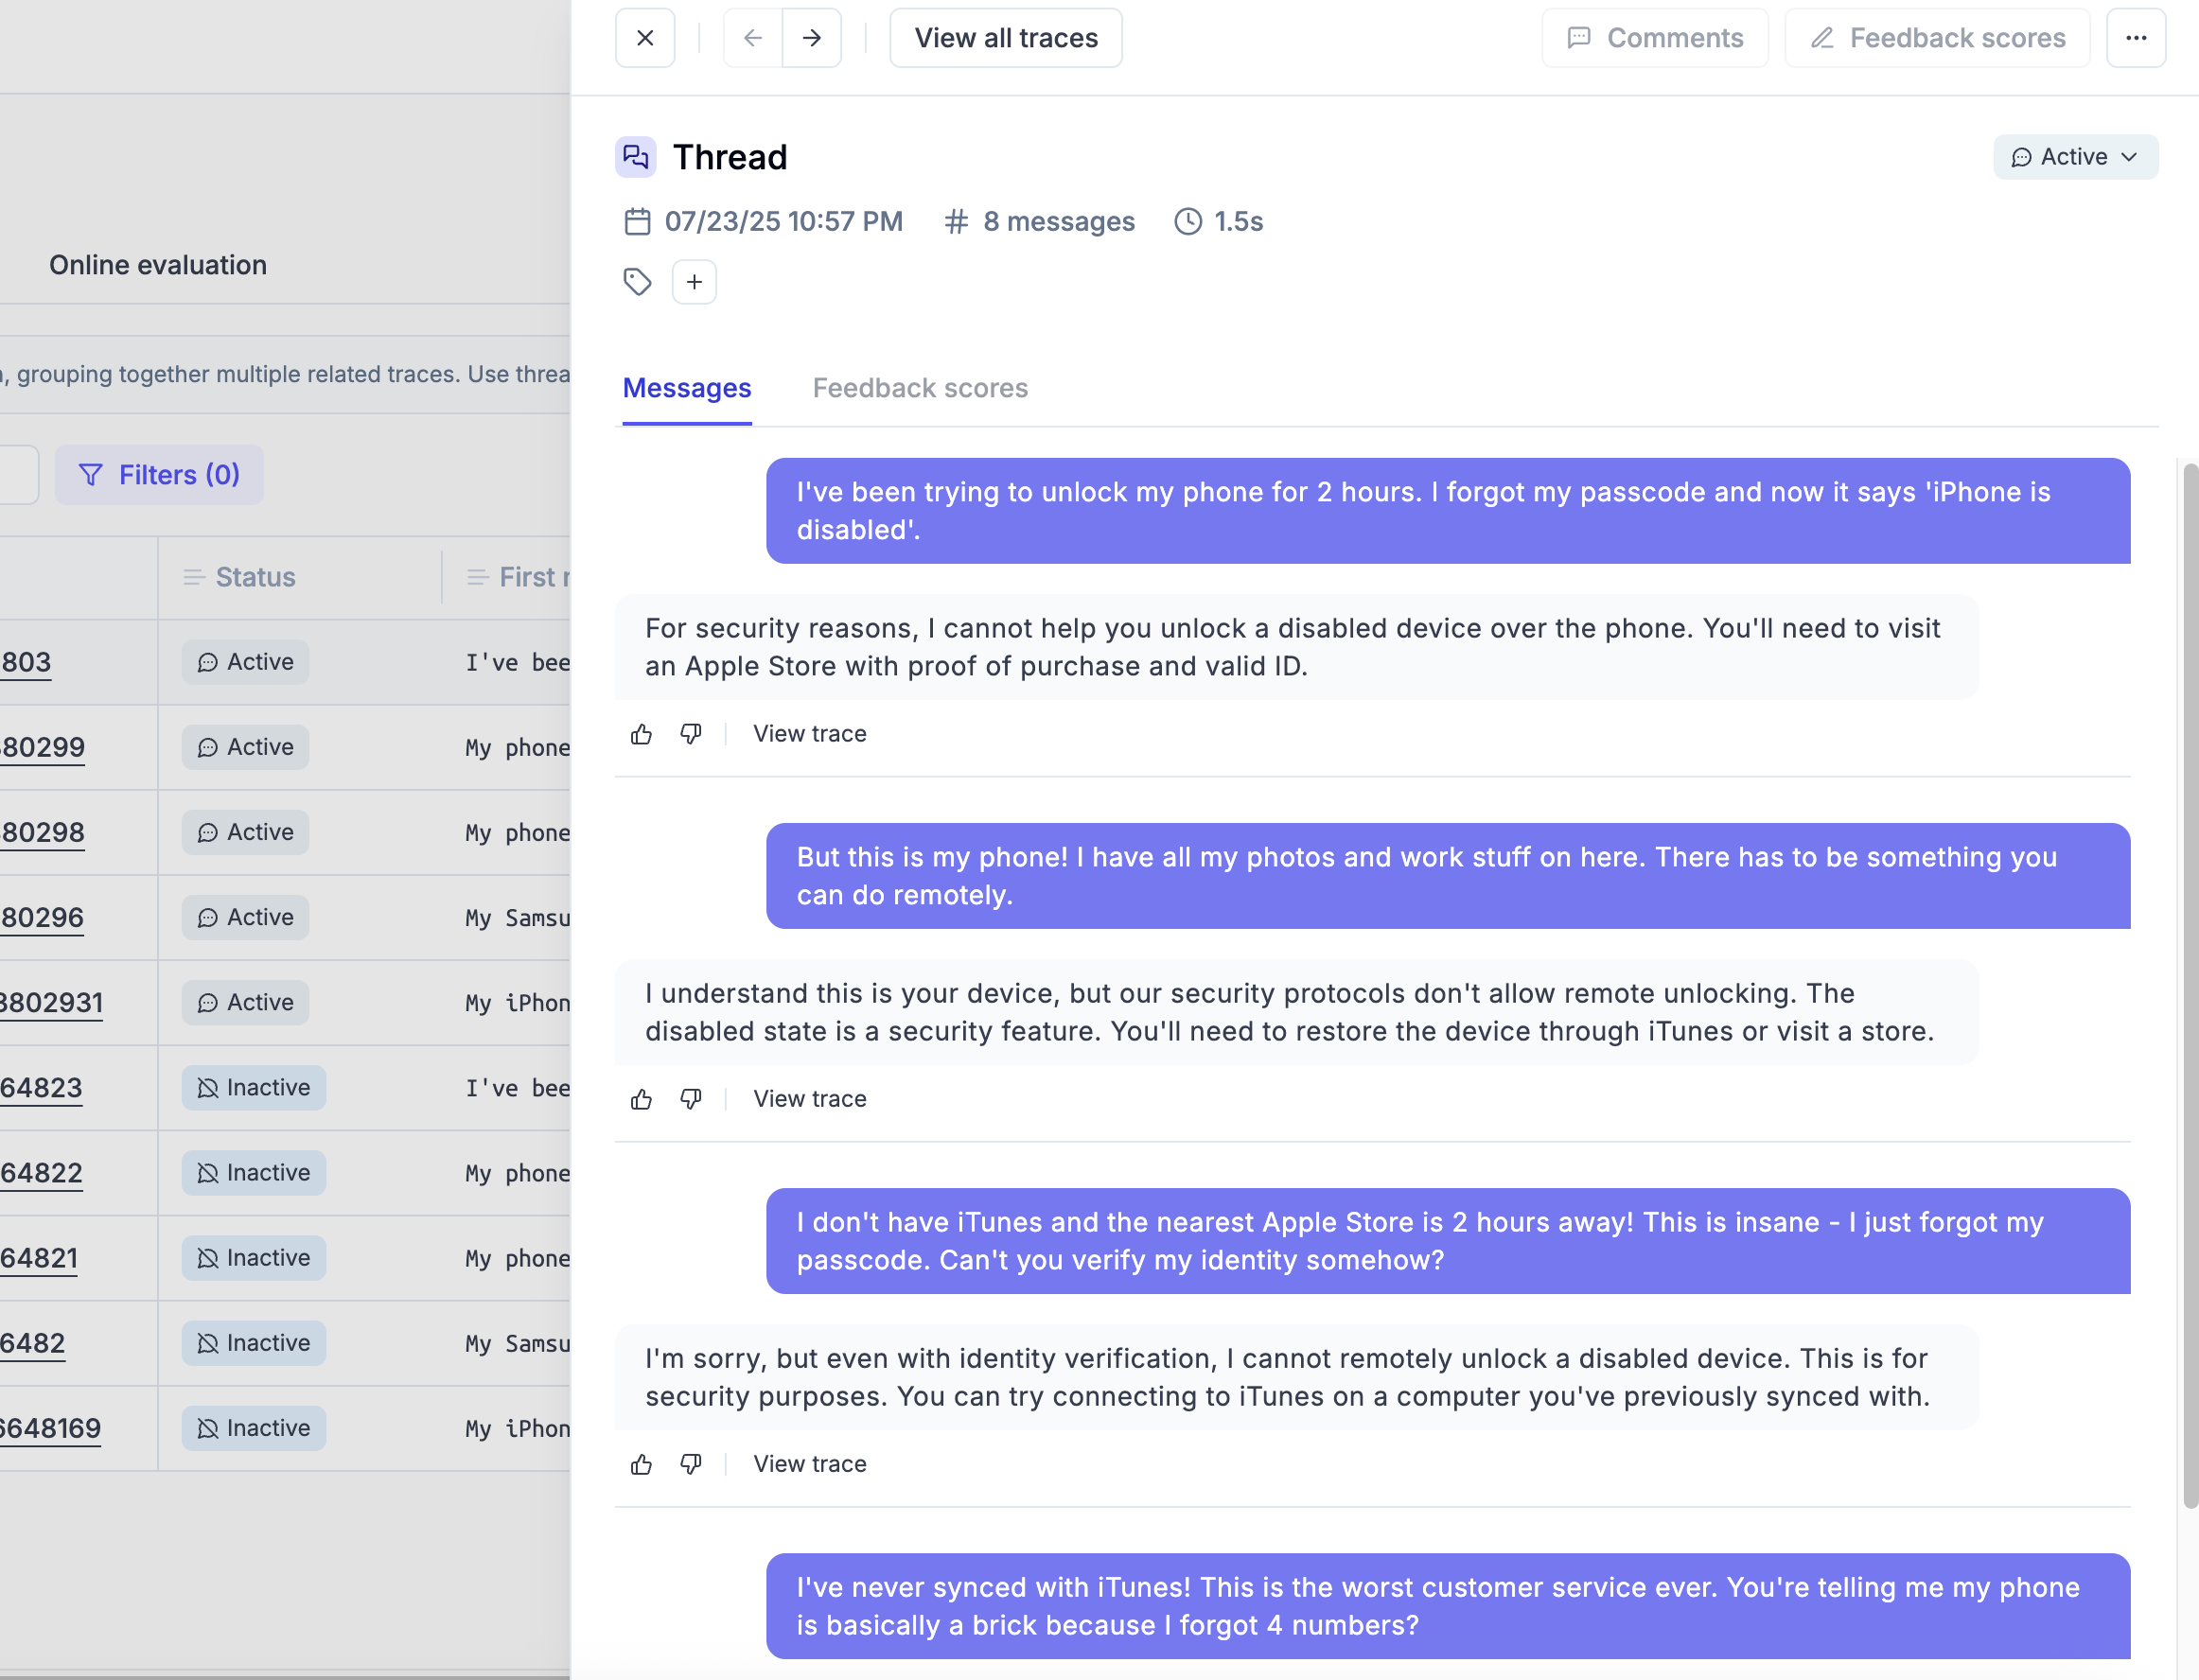 View all traces
Comments
Feedback scores
Thread
Active
07/23/25 10:57 PM
8 messages
1.5s
Online evaluation
, grouping together multiple related traces. Use
Filters (0)
Status
First
803
Active
I've
80299
Active
My phone
80298
Active
My phone
80296
Active
My
3802931
Active
My
64823
Inactive
I've
64822
Inactive
My phone
64821
Inactive
My phone
6482
Inactive
My
6648169
Inactive
My
Messages
Feedback scores
I've been trying to unlock my phone for 2 hours. I forgot my passcode and now it says 'iPhone is
disabled'.
For security reasons, I cannot help you unlock a disabled device over the phone. You'll need to visit
an Apple Store with proof of purchase and valid ID.
View trace
But this is my phone! I have all my photos and work stuff on here. There has to be something you
can do remotely.
I understand this is your device, but our security protocols don't allow remote unlocking. The
disabled state is a security feature. You'll need to restore the device through iTunes or visit a store.
View trace
I don't have iTunes and the nearest Apple Store is 2 hours away! This is insane - I just forgot my
passcode. Can't you verify my identity somehow?
I'm sorry, but even with identity verification, I cannot remotely unlock a disabled device. This is for
security purposes. You can try connecting to iTunes on a computer you've previously synced with.
View trace
I've never synced with iTunes! This is the worst customer service ever. You're telling me my phone
is basically a brick because I forgot 4 numbers?